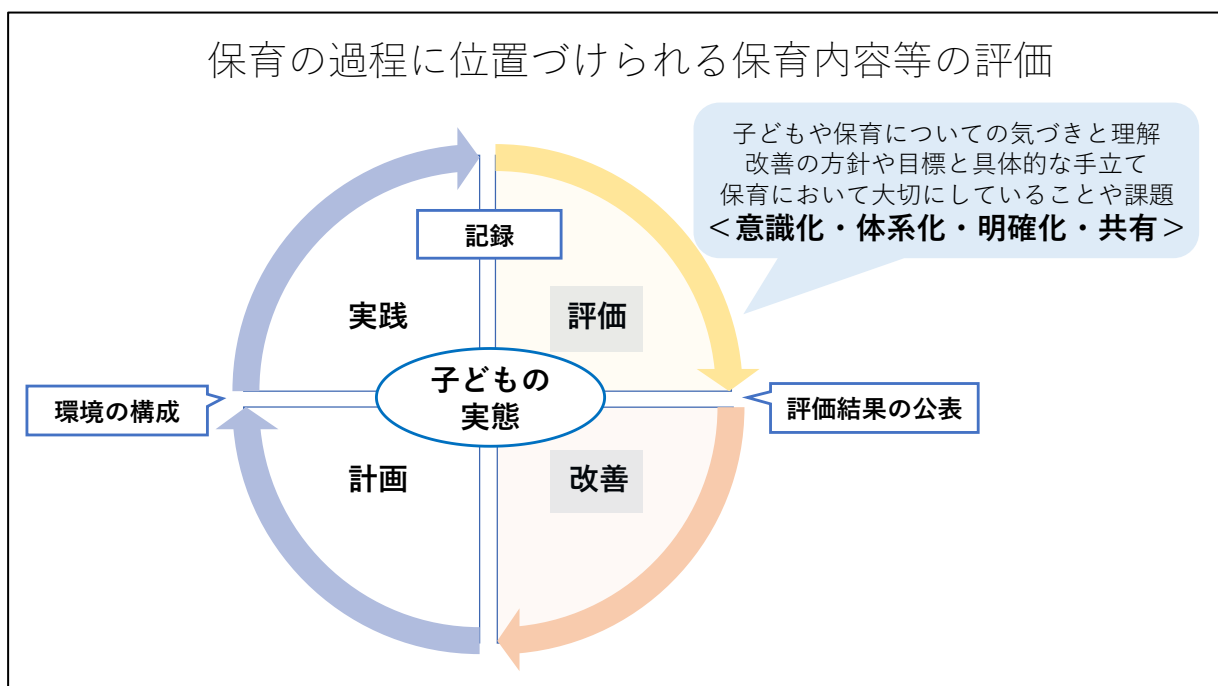 保育の過程に位置づけられる保育内容等の評価
子どもや保育についての気づきと理解
改善の方針や目標と具体的な手立て
保育において大切にしていることや課題
＜意識化・体系化・明確化・共有＞
記録
実践
評価
子どもの
実態
環境の構成
評価結果の公表
計画
改善